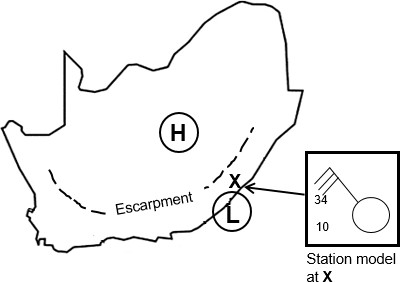 H
Escarpment
X
L
34
10
Station model
at X